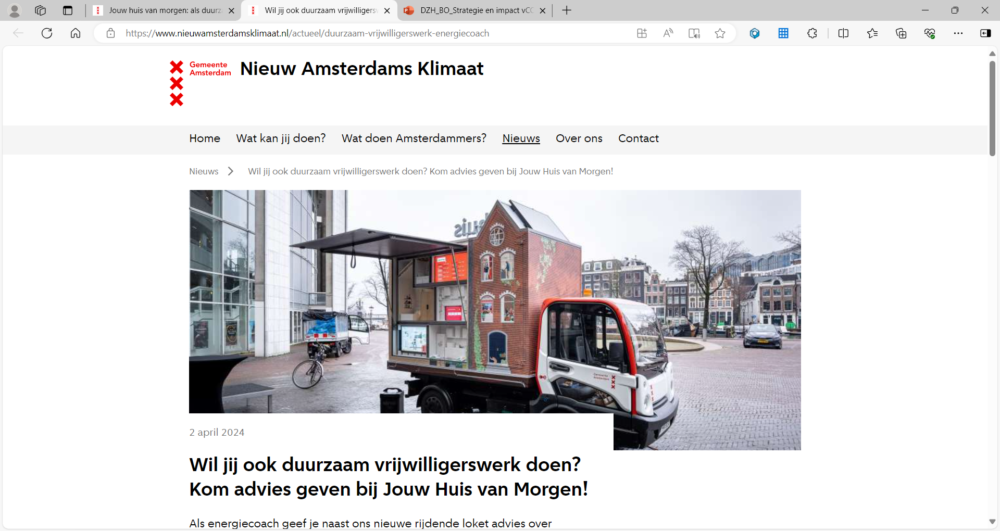 Jouw huis van morgen: als duurz
Wil jij ook duurzaam vrijwilligersv
DZH_BO_Strategie en impact vCC
https://www.nieuwamsterdamsklimaat.nl/actueel/duurzaam-vrijwilligerswerk-energiecoach
Gemeente
Amsterdam
Nieuw Amsterdams Klimaat
Home Wat kan jij doen? Wat doen Amsterdammers? Nieuws Over ons Contact
Nieuws Wil jij ook duurzaam vrijwilligerswerk doen? Kom advies geven bij Jouw Huis van Morgen!
Gemeente
Amsterdam
2 april 2024
Wil jij ook duurzaam vrijwilligerswerk doen?
Kom advies geven bij Jouw Huis van Morgen!
Als energiecoach geef je naast ons nieuwe rijdende loket advies over